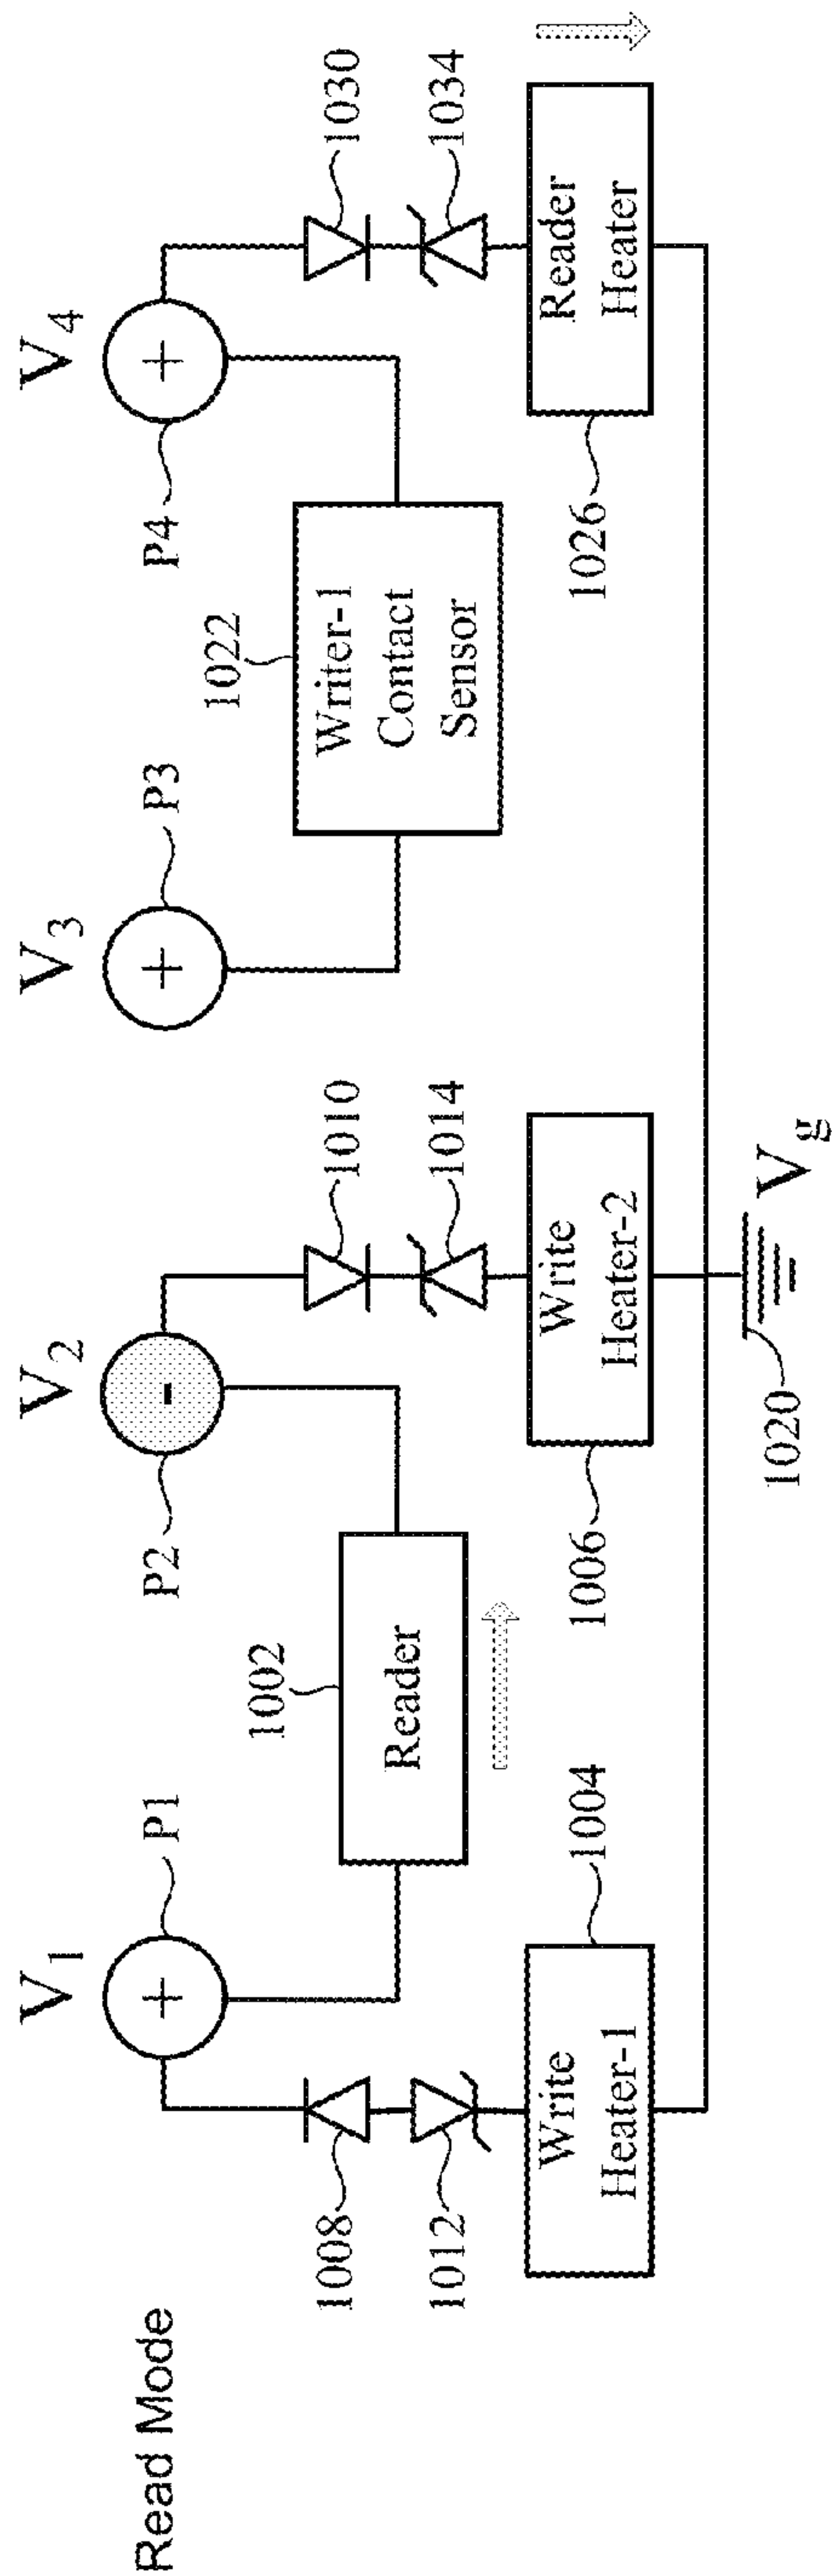 Read Mode
V1
V2
V3
V4
P1
P2
P3
P4
+
-
+
+
1002
Reader
1022
Writer-1
Contact
Sensor
1008
1012
1010
1014
1030
1034
Write
Heater-1
1004
Write
Heater-2
1006
Reader
Heater
1026
1020
Vg